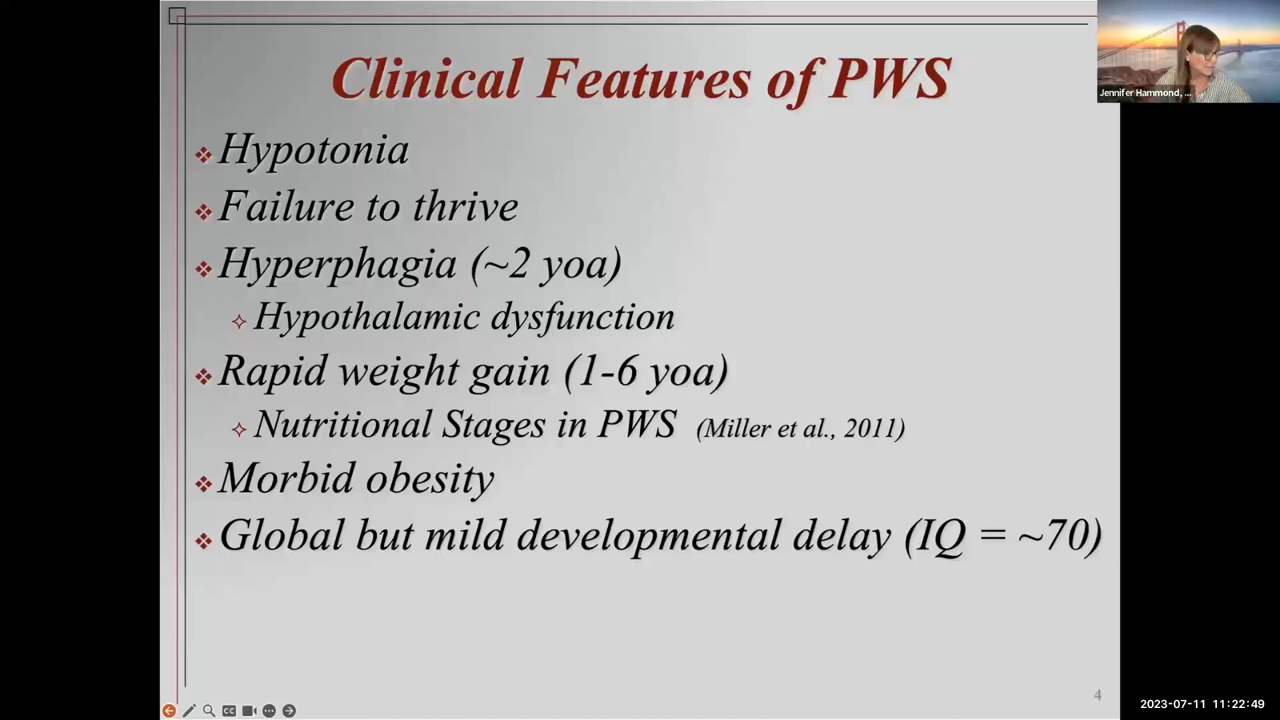 Clinical Features of PWS
Jennifer Hammond, ...
Hypotonia
Failure to thrive
Hyperphagia (~2 yoa)
Hypothalamic dysfunction
Rapid weight gain (1-6 yoa)
Nutritional Stages in PWS (Miller et al., 2011)
Morbid obesity
Global but mild developmental delay (IQ = ~70)
4
CC
2023-07-11 11:22:49